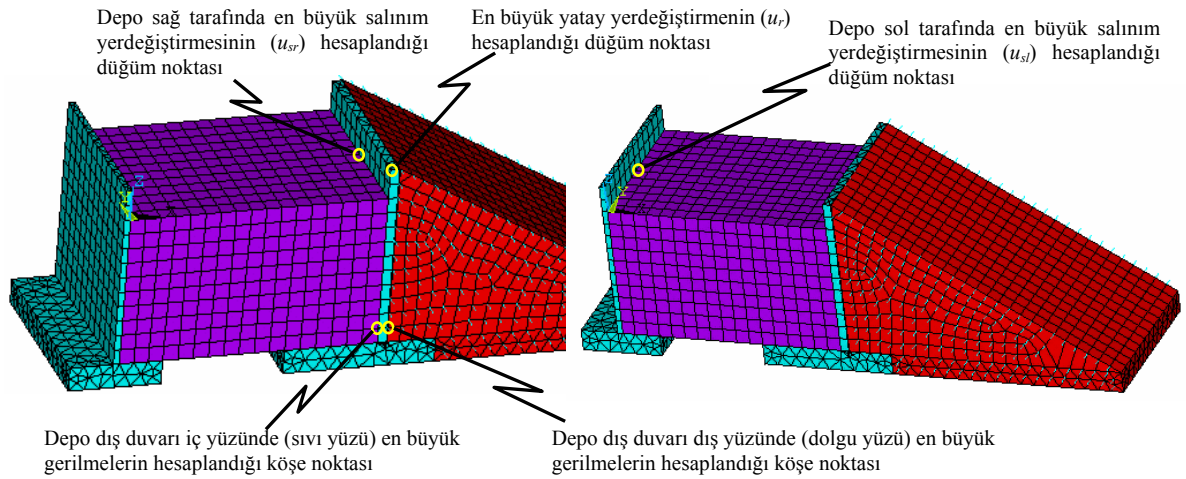 Depo sağ tarafında en büyük salınım
yerdeğiştirmesinin (usr) hesaplandığı
düğüm noktası
En büyük yatay yerdeğiştirmenin (ur)
hesaplandığı düğüm noktası
Depo sol tarafında en büyük salınım
yerdeğiştirmesinin (usl) hesaplandığı
düğüm noktası
Depo dış duvarı iç yüzünde (sıvı yüzü) en büyük
gerilmelerin hesaplandığı köşe noktası
Depo dış duvarı dış yüzünde (dolgu yüzü) en büyük
gerilmelerin hesaplandığı köşe noktası